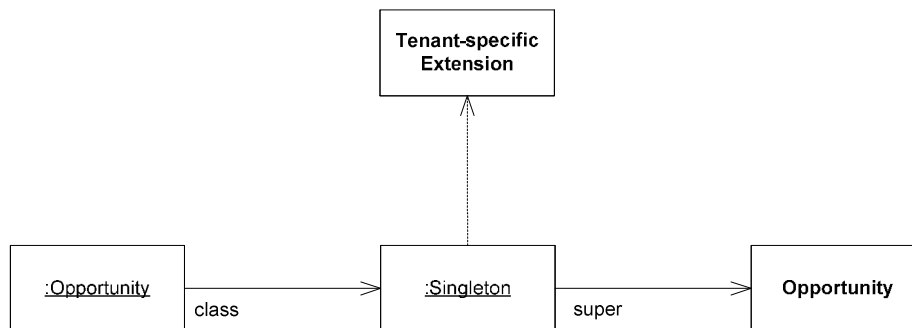 Tenant-specific
Extension
:Opportunity
class
:Singleton
super
Opportunity